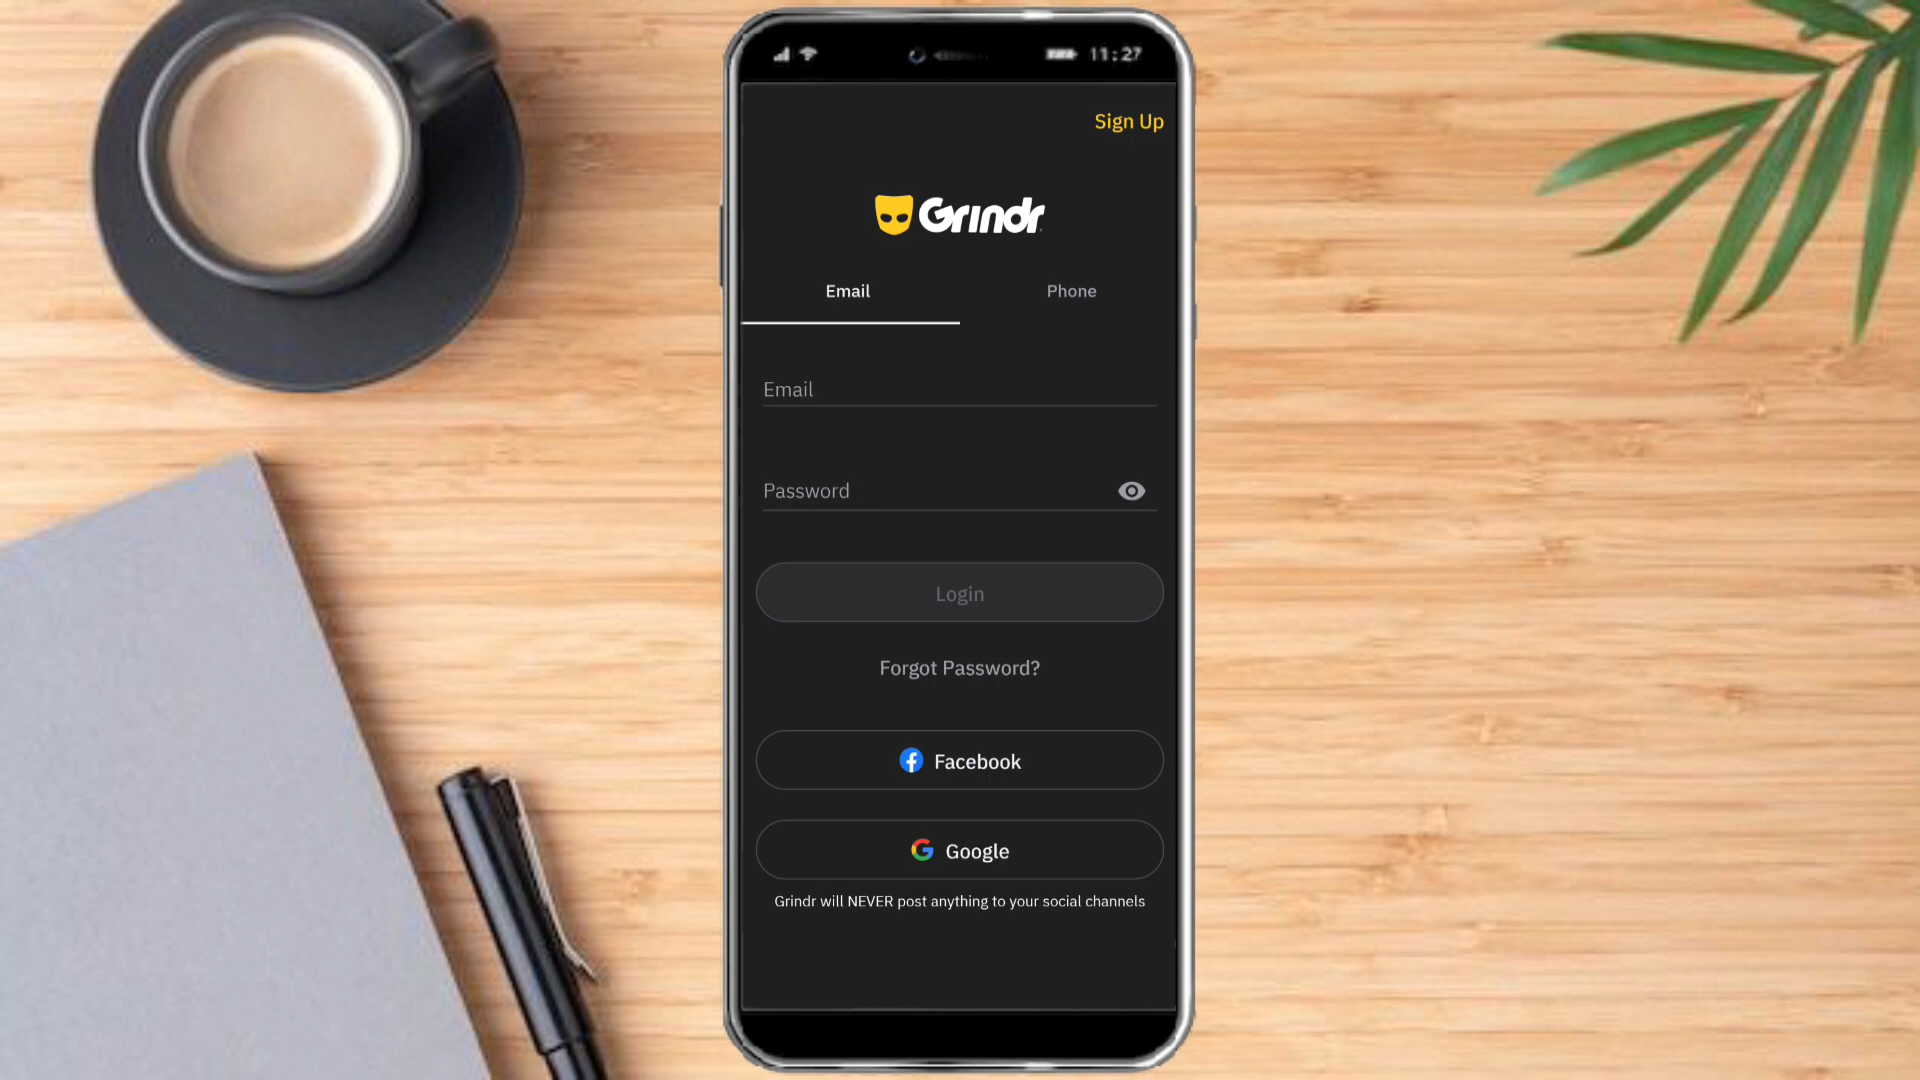 11:27
Sign Up
Grindr
Email Phone
Email
Password
Login
Forgot Password?
Facebook
Google
Grindr will NEVER post anything to your social channels